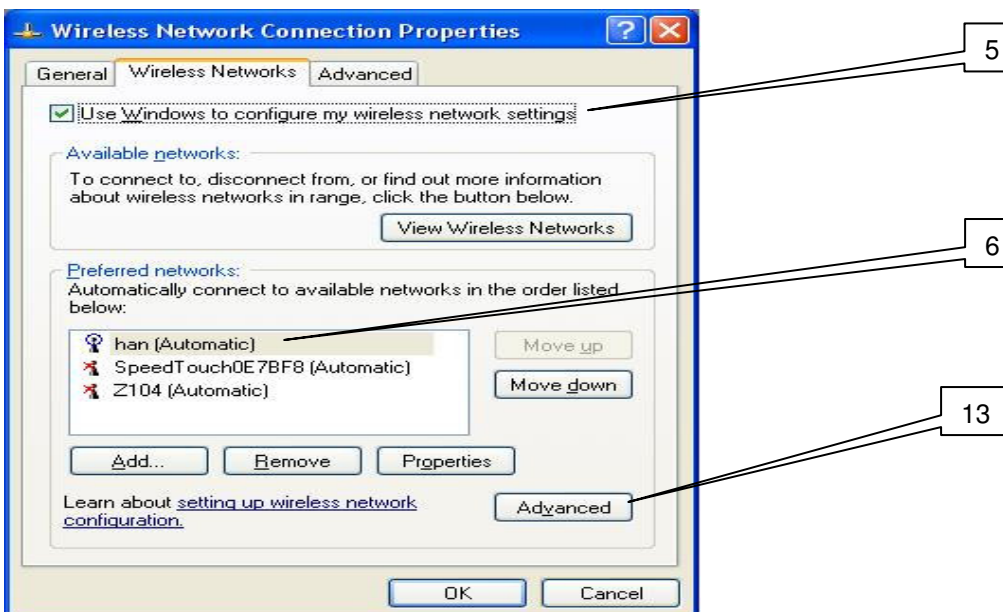 Wireless Network Connection Properties
5
General Wireless Networks Advanced
Use Windows to configure my wireless network settings
Available networks:
To connect to, disconnect from, or find out more information
about wireless networks in range, click the button below.
View Wireless Networks
6
Preferred networks:
Automatically connect to available networks in the order listed
below:
han (Automatic)
Move up
SpeedTouch0E7BF8 (Automatic)
Move down
Z104 (Automatic)
13
Add... Remove Properties
Learn about setting up wireless network
configuration.
Advanced
OK Cancel